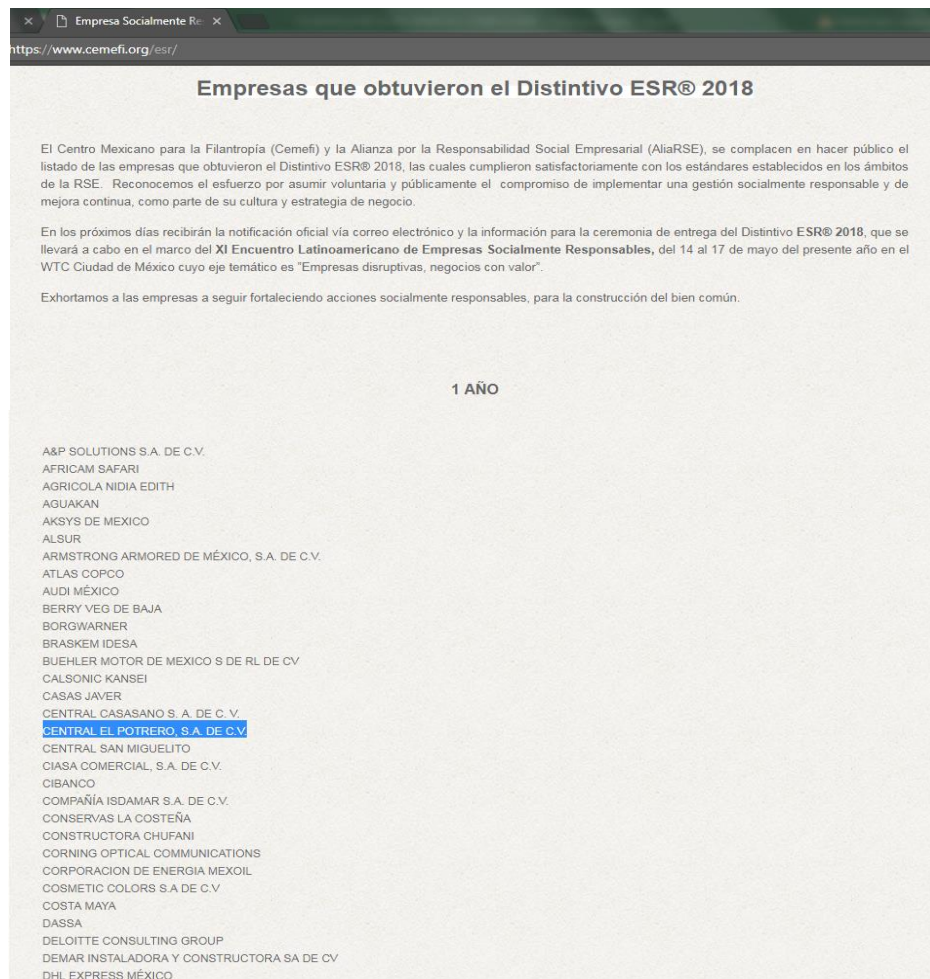 Empresa Socialmente Re
https://www.cemefi.org/esr/
Empresas que obtuvieron el Distintivo ESR® 2018
El Centro Mexicano para la Filantropía (Cemefi) y la Alianza por la Responsabilidad Social Empresarial (AliaRSE), se complacen en hacer público el
listado de las empresas que obtuvieron el Distintivo ESR® 2018, las cuales cumplieron satisfactoriamente con los estándares establecidos en los ámbitos
de la RSE. Reconocemos el esfuerzo por asumir voluntaria y públicamente el compromiso de implementar una gestión socialmente responsable y de
mejora continua, como parte de su cultura y estrategia de negocio.
En los próximos días recibirán la notificación oficial vía correo electrónico y la información para la ceremonia de entrega del Distintivo ESR® 2018, que se
llevará a cabo en el marco del XI Encuentro Latinoamericano de Empresas Socialmente Responsables, del 14 al 17 de mayo del presente año en el
WTC Ciudad de México cuyo eje temático es "Empresas disruptivas, negocios con valor".
Exhortamos a las empresas a seguir fortaleciendo acciones socialmente responsables, para la construcción del bien común.
1 AÑO
A&P SOLUTIONS S.A. DE C.V.
AFRICAM SAFARI
AGRICOLA NIDIA EDITH
AGUAKAN
AKSYS DE MEXICO
ALSUR
ARMSTRONG ARMORED DE MÉXICO, S.A. DE C.V.
ATLAS COPCO
AUDI MÉXICO
BERRY VEG DE BAJA
BORGWARNER
BRASKEM IDESA
BUEHLER MOTOR DE MEXICO S DE RL DE CV
CALSONIC KANSEI
CASAS JAVER
CENTRAL CASASANO S. A. DE C. V.
CENTRAL EL POTRERO, S.A. DE C.V.
CENTRAL SAN MIGUELITO
CIASA COMERCIAL, S.A. DE C.V.
CIBANCO
COMPAÑÍA ISDAMAR S.A. DE C.V.
CONSERVAS LA COSTEÑA
CONSTRUCTORA CHUFANI
CORNING OPTICAL COMMUNICATIONS
CORPORACION DE ENERGIA MEXOIL
COSMETIC COLORS S.A DE C.V
COSTA MAYA
DASSA
DELOITTE CONSULTING GROUP
DEMAR INSTALADORA Y CONSTRUCTORA SA DE CV
DHL EXPRESS MÉXICO